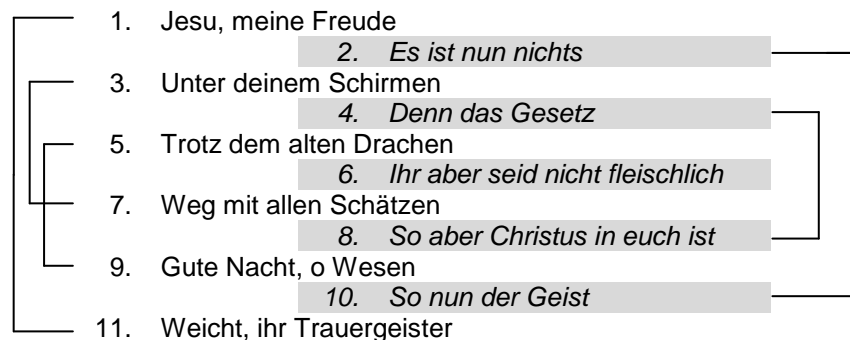 1. Jesu, meine Freude
2. Es ist nun nichts
3. Unter deinem Schirmen
4. Denn das Gesetz
5. Trotz dem alten Drachen
6. Ihr aber seid nicht fleischlich
7. Weg mit allen Schätzen
8. So aber Christus in euch ist
9. Gute Nacht, o Wesen
10. So nun der Geist
11. Weicht, ihr Trauergeister